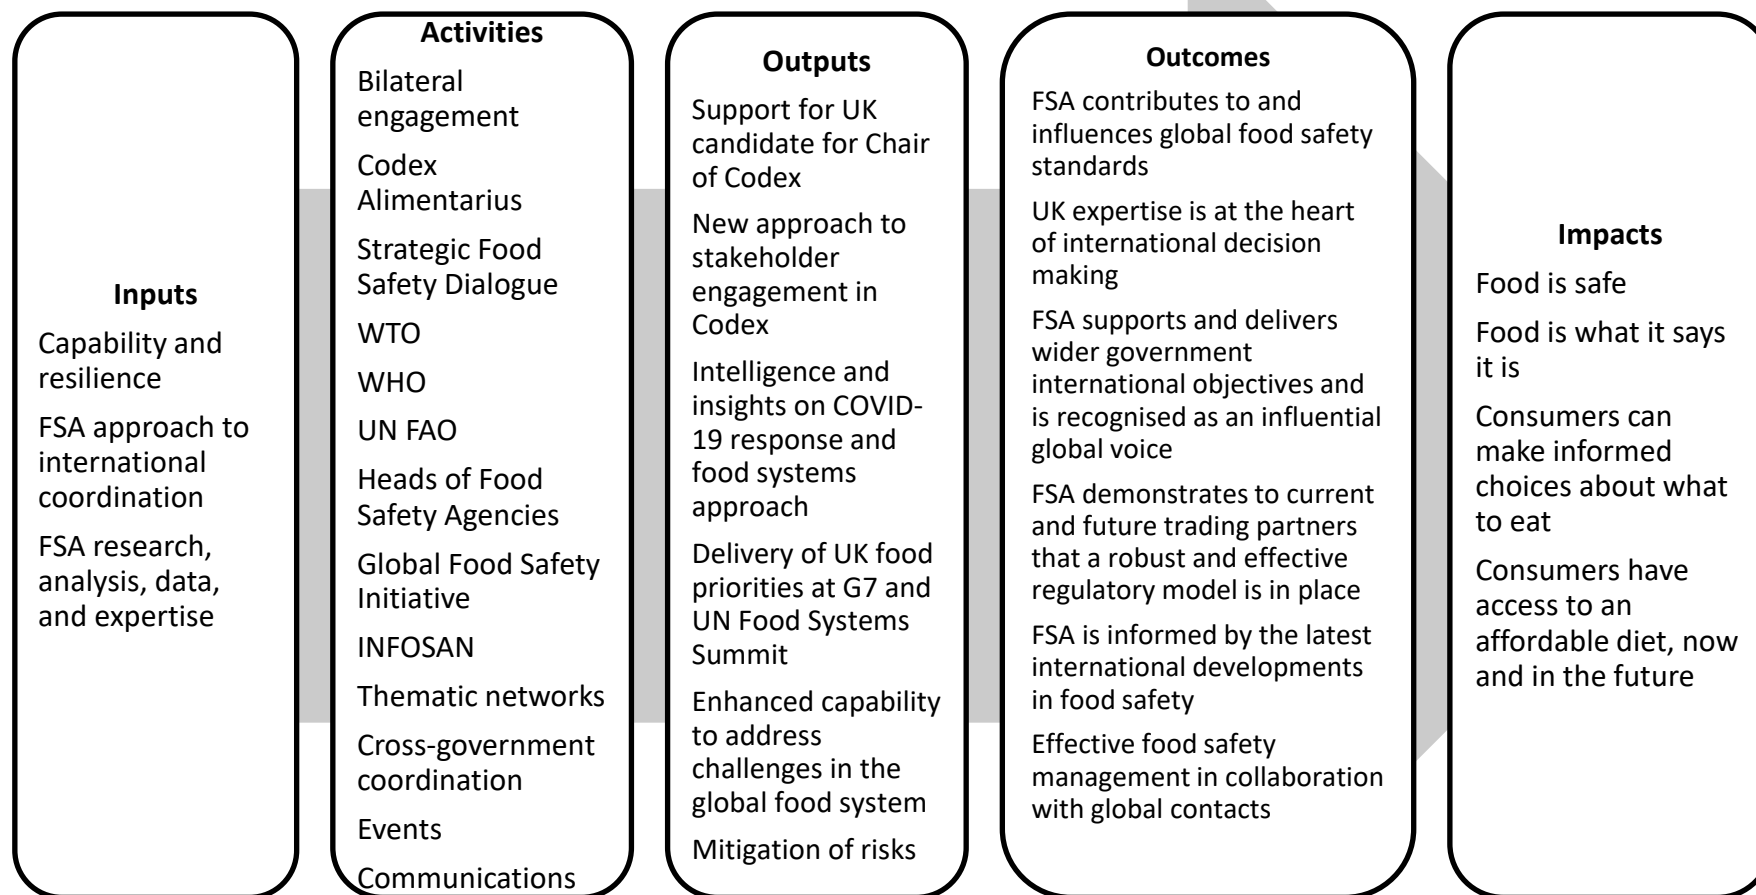 Inputs
Capability and
resilience
FSA approach to
international
coordination
FSA research,
analysis, data,
and expertise
Activities
Bilateral
engagement
Codex
Alimentarius
Strategic Food
Safety Dialogue
WTO
WHO
UN FAO
Heads of Food
Safety Agencies
Global Food Safety
Initiative
INFOSAN
Thematic networks
Cross-government
coordination
Events
Communications
Outputs
Support for UK
candidate for Chair
of Codex
New approach to
stakeholder
engagement in
Codex
Intelligence and
insights on COVID-
19 response and
food systems
approach
Delivery of UK food
priorities at G7 and
UN Food Systems
Summit
Enhanced capability
to address
challenges in the
global food system
Mitigation of risks
Outcomes
FSA contributes to and
influences global food safety
standards
UK expertise is at the heart
of international decision
making
FSA supports and delivers
wider government
international objectives and
is recognised as an influential
global voice
FSA demonstrates to current
and future trading partners
that a robust and effective
regulatory model is in place
FSA is informed by the latest
international developments
in food safety
Effective food safety
management in collaboration
with global contacts
Impacts
Food is safe
Food is what it says
it is
Consumers can
make informed
choices about what
to eat
Consumers have
access to an
affordable diet, now
and in the future